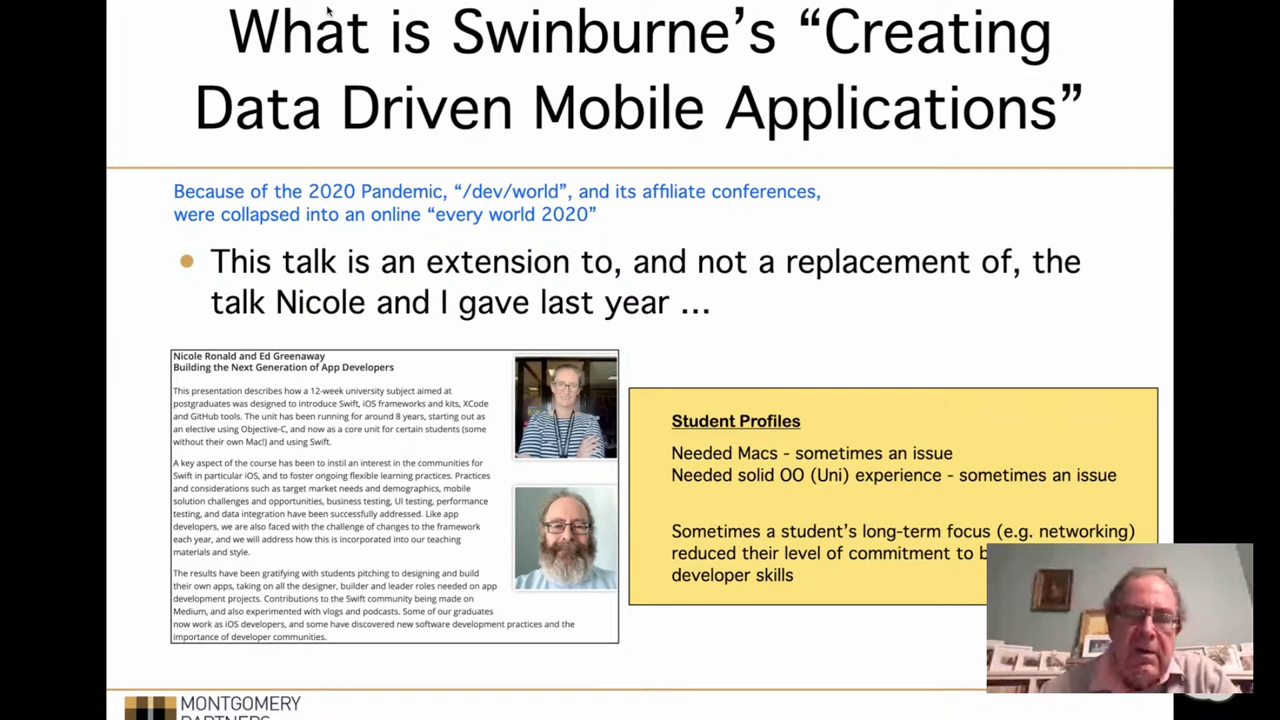 What is Swinburne’s “Creating
Data Driven Mobile Applications”
Because of the 2020 Pandemic, “/dev/world”, and its affiliate conferences,
were collapsed into an online “every world 2020”
• This talk is an extension to, and not a replacement of, the
talk Nicole and I gave last year ...
Nicole Ronald and Ed Greenaway
Building the Next Generation of App Developers
This presentation describes how a 12-week university subject aimed at
postgraduates was designed to introduce Swift, iOS frameworks and kits, XCode
and GitHub tools. The unit has been running for around 8 years, starting out as
an elective using Objective-C, and now as a core unit for certain students (some
without their own Mac!) and using Swift.
A key aspect of the course has been to instil an interest in the communities for
Swift in particular iOS, and to foster ongoing flexible learning practices. Practices
and considerations such as target market needs and demographics, mobile
solution challenges and opportunities, business testing, UI testing, performance
testing, and data integration have been successfully addressed. Like app
developers, we are also faced with the challenge of changes to the framework
each year, and we will address how this is incorporated into our teaching
materials and style.
The results have been gratifying with students pitching to designing and build
their own apps, taking on all the designer, builder and leader roles needed on app
development projects. Contributions to the Swift community being made on
Medium, and also experimented with vlogs and podcasts. Some of our graduates
now work as iOS developers, and some have discovered new software development practices and the
importance of developer communities.
Student Profiles
Needed Macs - sometimes an issue
Needed solid OO (Uni) experience - sometimes an issue
Sometimes a student’s long-term focus (e.g. networking)
reduced their level of commitment to
developer skills
MONTGOMERY
PARTNERS